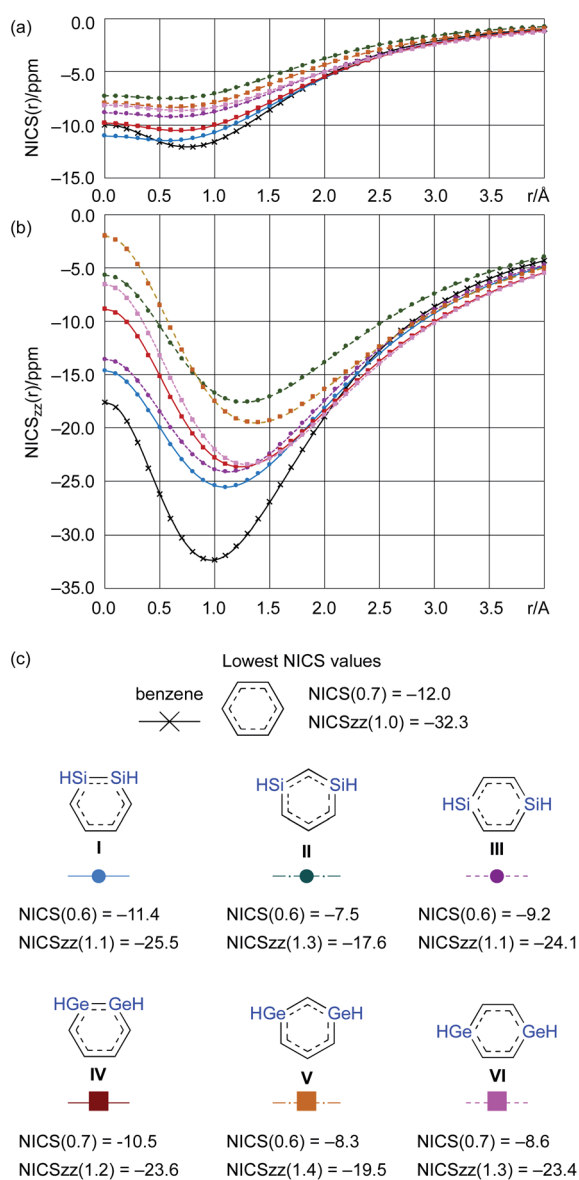 (a)
0.0
−5.0
−10.0
−15.0
NICS(r)/ppm
0.0 0.5 1.0 1.5 2.0 2.5 3.0 3.5 r/Å
(b)
0.0
−5.0
−10.0
−15.0
−20.0
−25.0
−30.0
−35.0
NICSzz(r)/ppm
0.0 0.5 1.0 1.5 2.0 2.5 3.0 3.5 r/A
(c)
Lowest NICS values
benzene
NICS(0.7) = −12.0
NICSzz(1.0) = −32.3
HSi SiH HSi SiH HSi SiH
I II III
NICS(0.6) = −11.4 NICS(0.6) = −7.5 NICS(0.6) = −9.2
NICSzz(1.1) = −25.5 NICSzz(1.3) = −17.6 NICSzz(1.1) = −24.1
HGe GeH HGe GeH HGe GeH
IV V VI
NICS(0.7) = -10.5 NICS(0.6) = −8.3 NICS(0.7) = −8.6
NICSzz(1.2) = −23.6 NICSzz(1.4) = −19.5 NICSzz(1.3) = −23.4